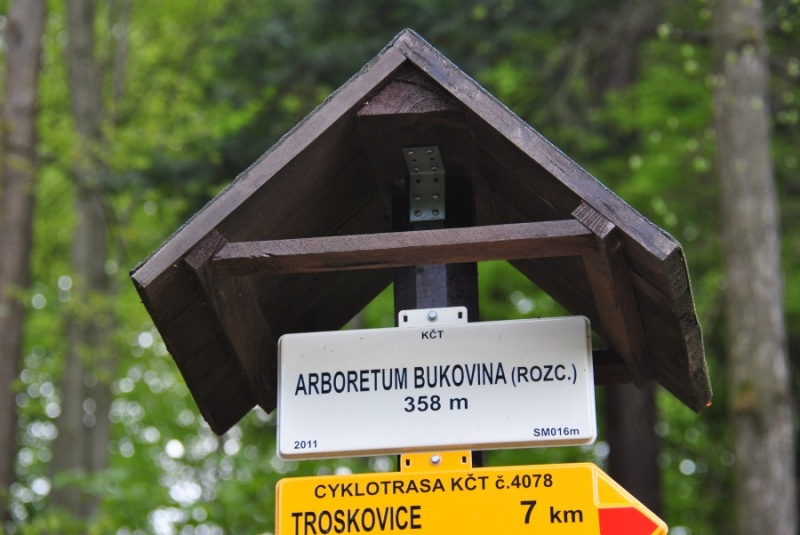 KČT
ARBORETUM BUKOVINA (ROZC.)
358 m
2011 SM016m
CYKLOTRASA KČT č.4078
TROSKOVICE 7 km